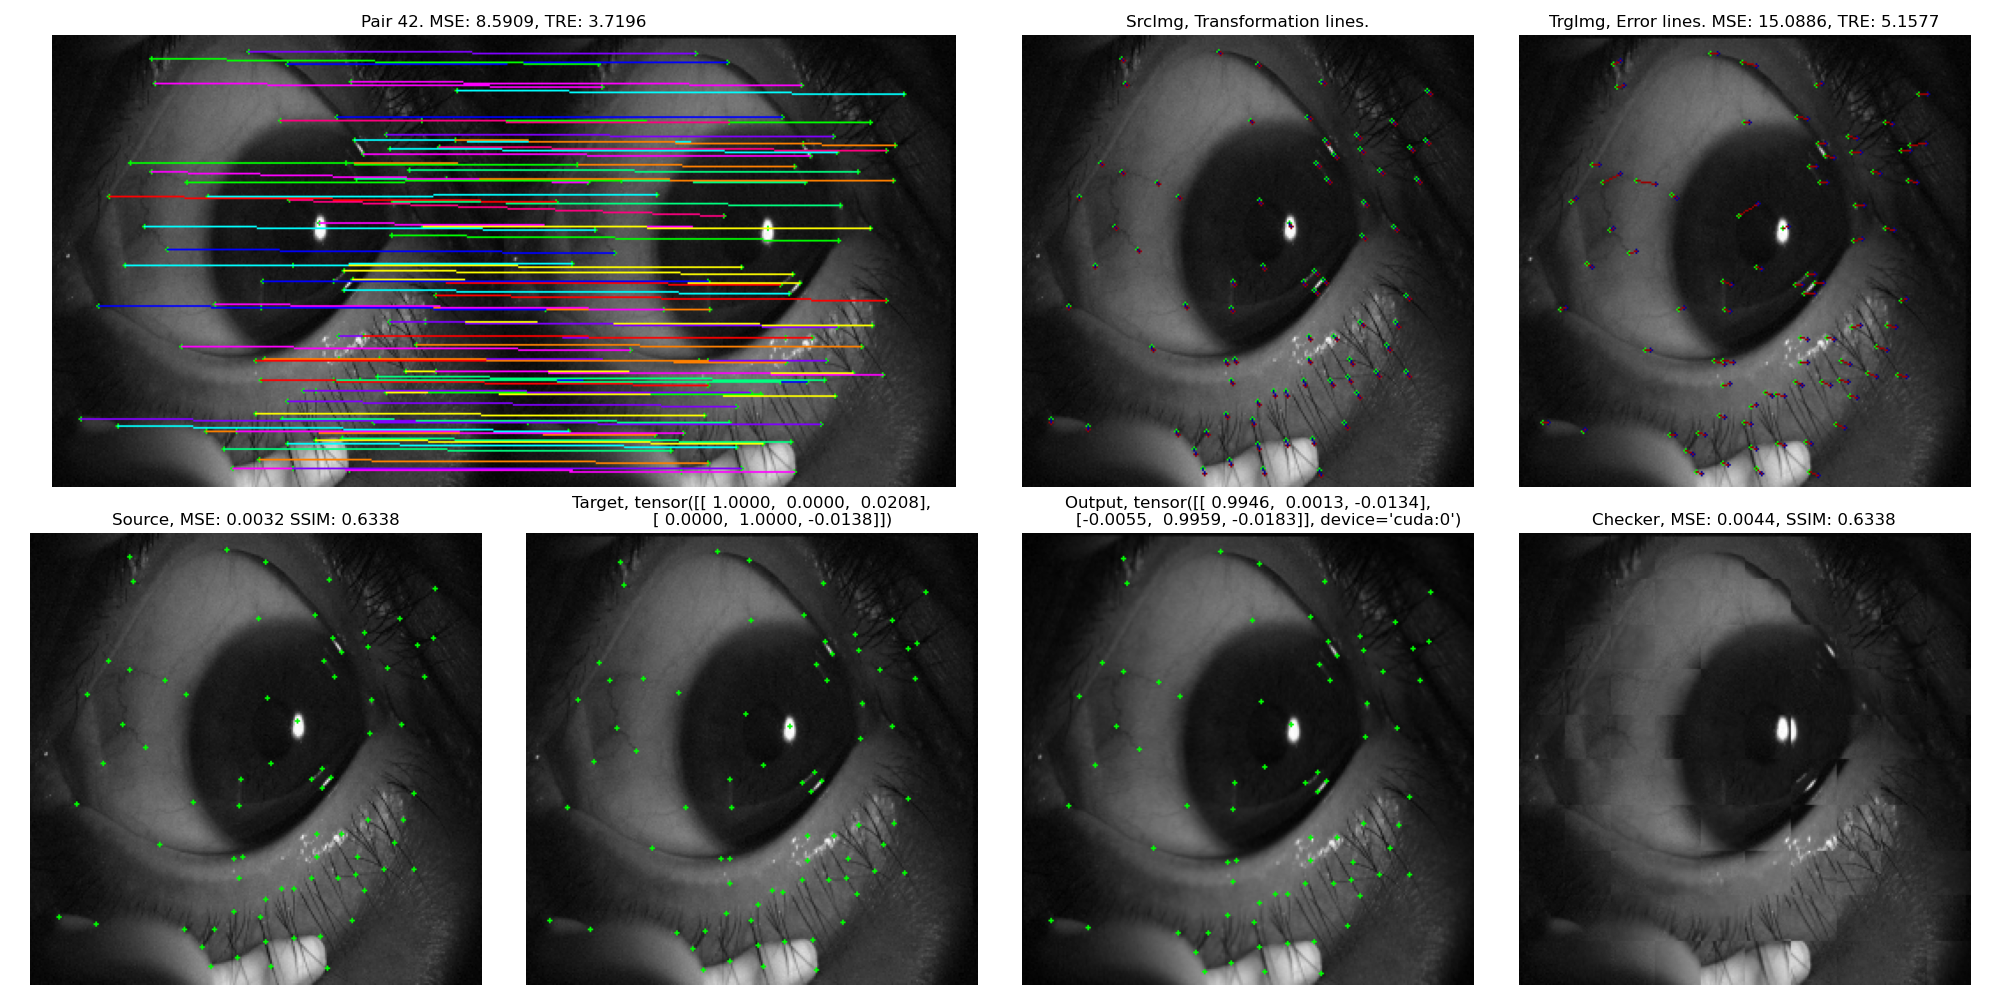 Pair 42. MSE: 8.5909, TRE: 3.7196
SrcImg, Transformation lines.
TrgImg, Error lines. MSE: 15.0886, TRE: 5.1577
Source, MSE: 0.0032 SSIM: 0.6338
Target, tensor([[ 1.0000,  0.0000,  0.0208],
[ 0.0000,  1.0000, -0.0138]])
Output, tensor([[ 0.9946,  0.0013, -0.0134],
[-0.0055,  0.9959, -0.0183]], device='cuda:0')
Checker, MSE: 0.0044, SSIM: 0.6338